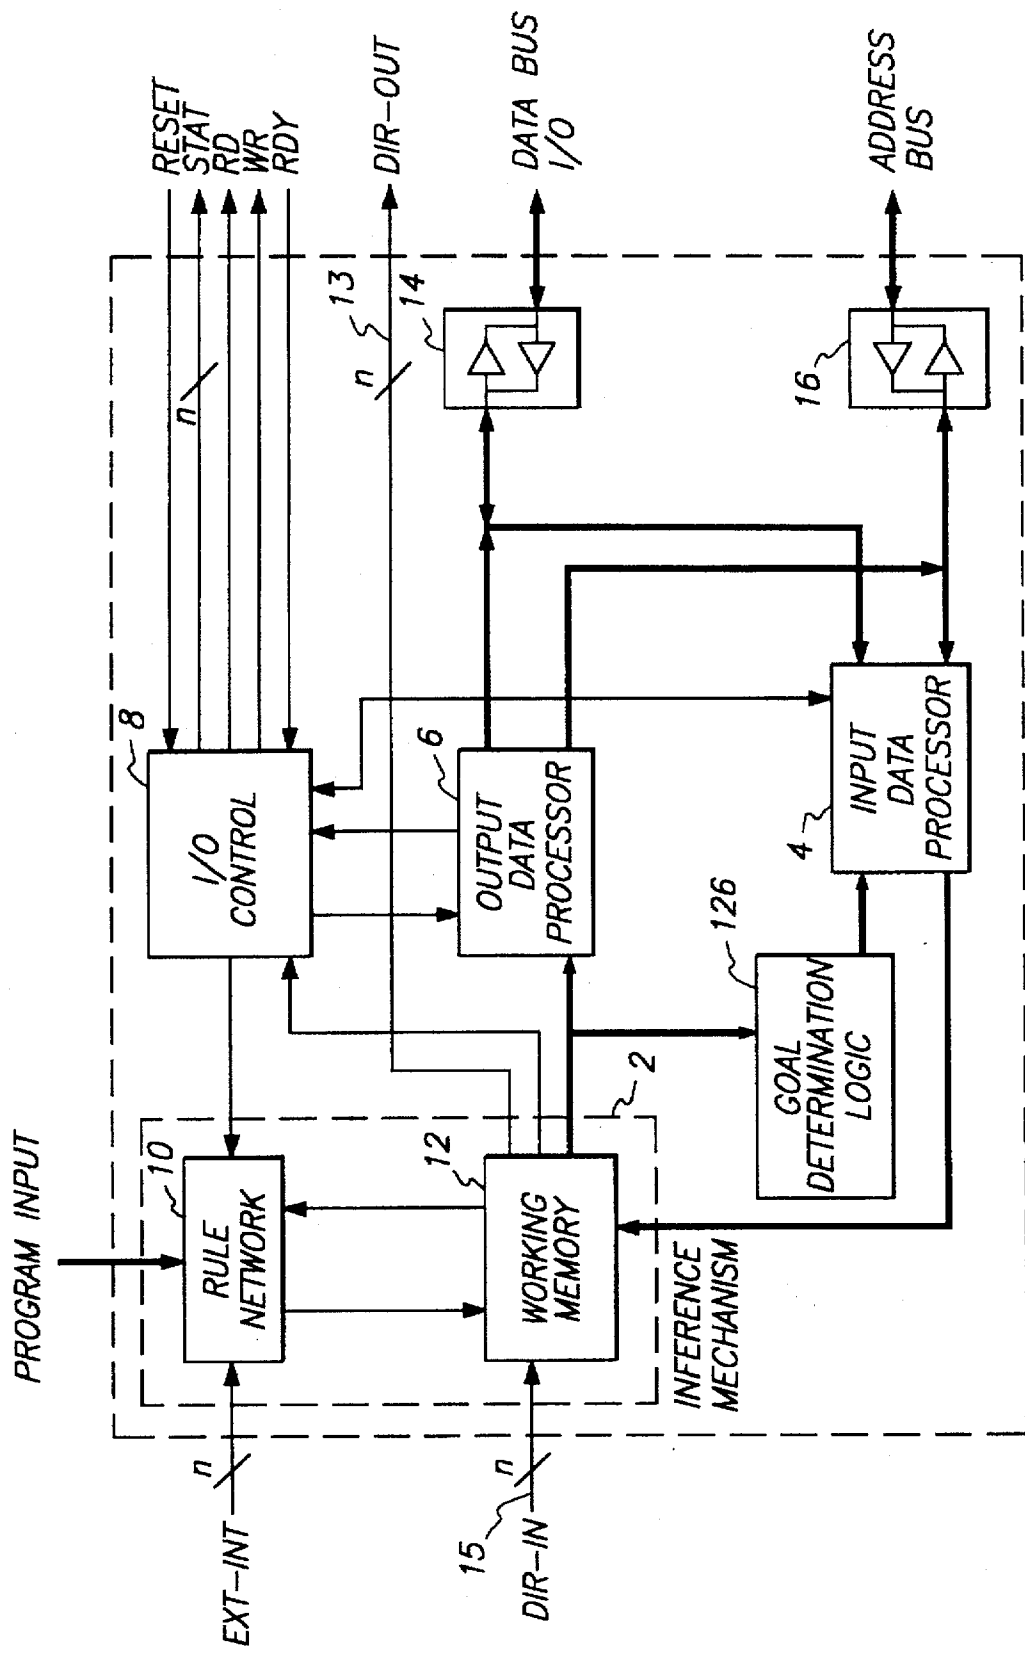 PROGRAM INPUT
EXT-INT
n
10
RULE
NETWORK
8
I/O
CONTROL
n
RESET
STAT
RD
WR
RDY
n
13
DIR-OUT
15
DIR-IN
n
12
WORKING
MEMORY
2
INFERENCE
MECHANISM
6
OUTPUT
DATA
PROCESSOR
14
DATA BUS
I/O
126
GOAL
DETERMINATION
LOGIC
4
INPUT
DATA
PROCESSOR
16
ADDRESS
BUS